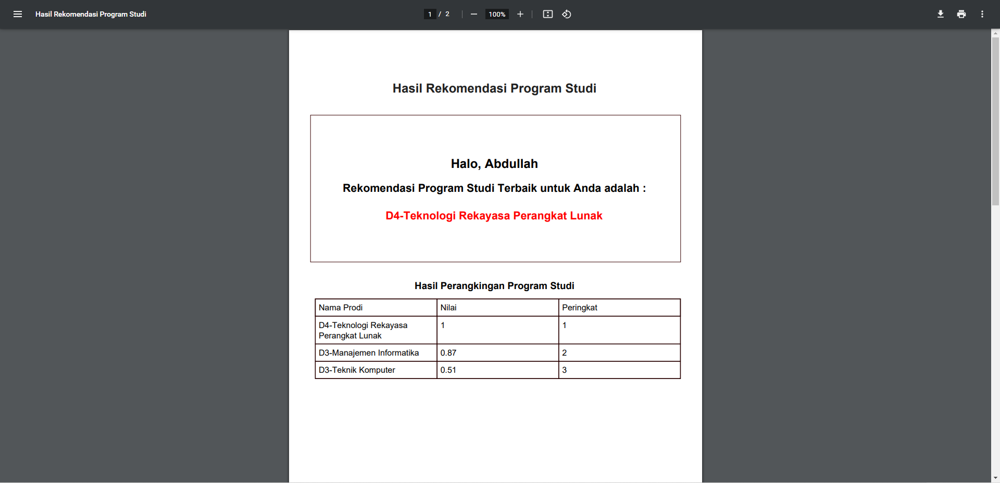 Hasil Rekomendasi Program Studi
1 / 2
100%
Hasil Rekomendasi Program Studi
Halo, Abdullah
Rekomendasi Program Studi Terbaik untuk Anda adalah :
D4-Teknologi Rekayasa Perangkat Lunak
Hasil Perangkingan Program Studi
Nama Prodi Nilai Peringkat
D4-Teknologi Rekayasa 1 1
Perangkat Lunak
D3-Manajemen Informatika 0.87 2
D3-Teknik Komputer 0.51 3